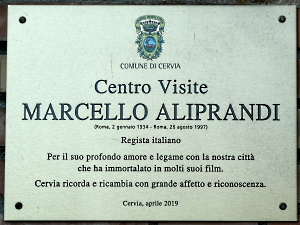 COMUNE DI CERVIA
Centro Visite
MARCELLO ALIPRANDI
(Roma, 2 gennaio 1934 - Roma, 26 agosto 1997)
Regista italiano
Per il suo profondo amore e legame con la nostra città
che ha immortalato in molti suoi film.
Cervia ricorda e ricambia con grande affetto e riconoscenza.
Cervia, aprile 2019